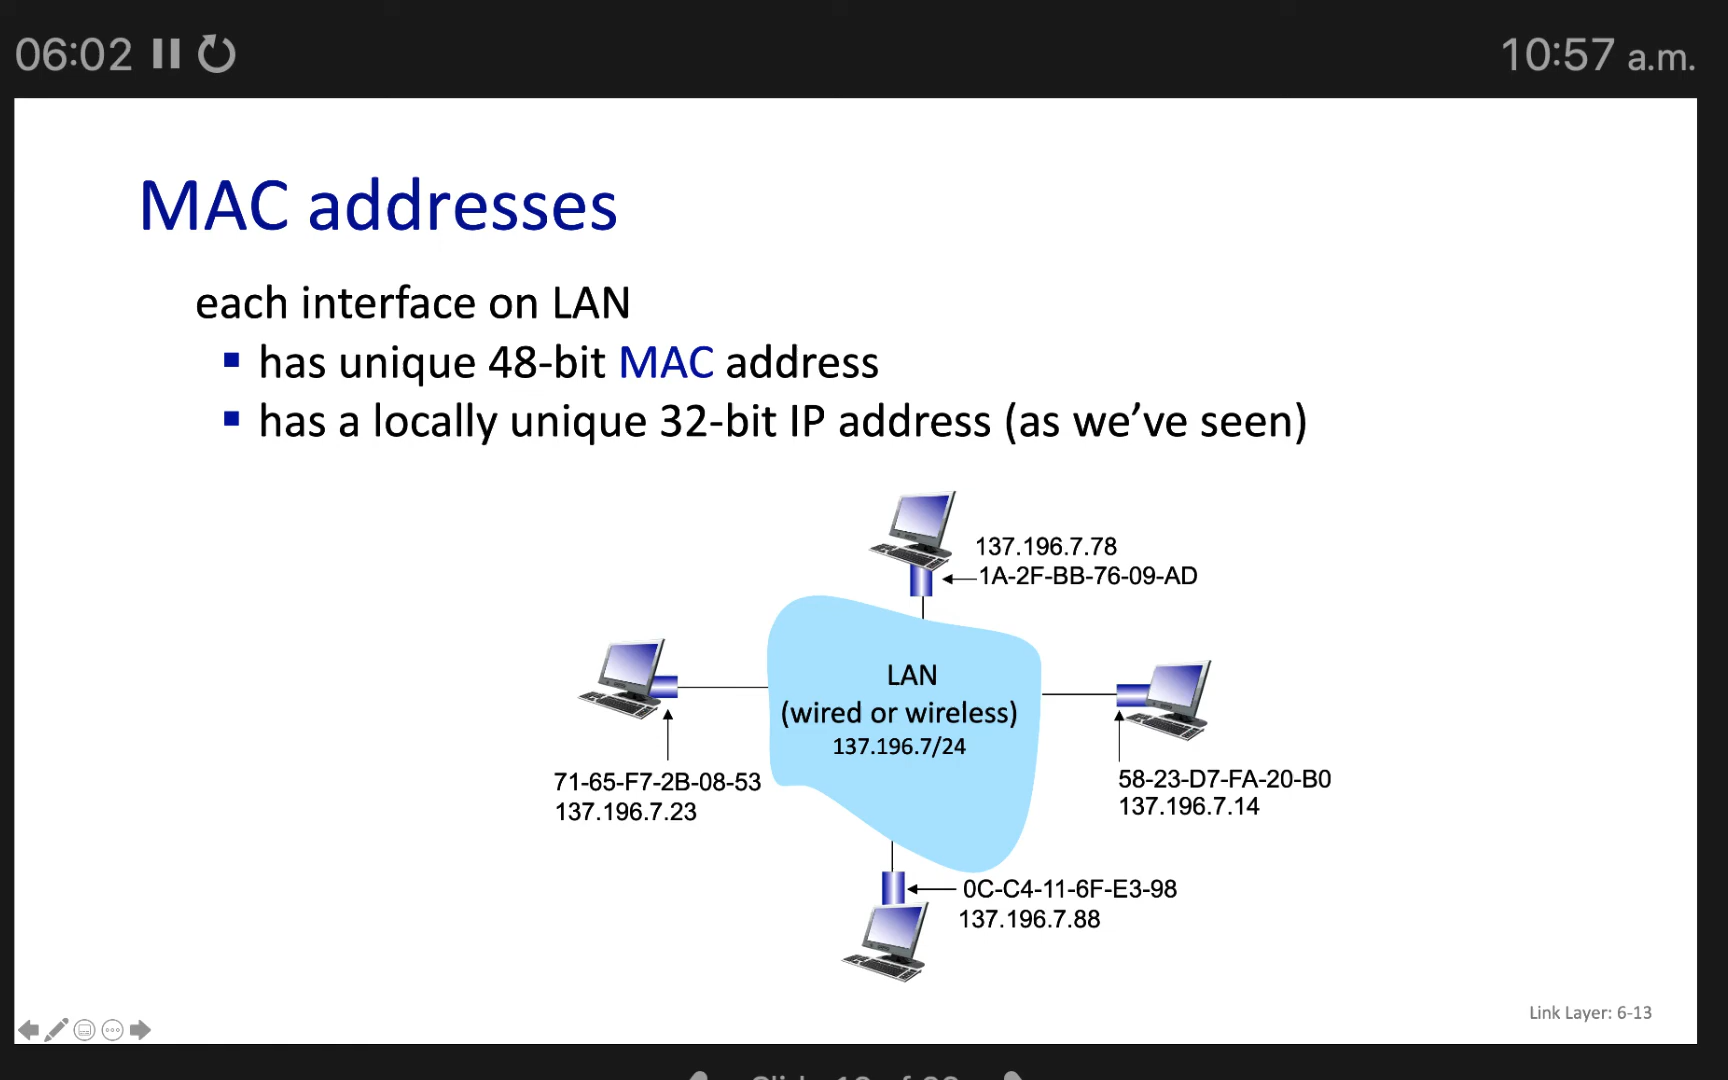 06:02
10:57 a.m.
MAC addresses
each interface on LAN
▪ has unique 48-bit MAC address
▪ has a locally unique 32-bit IP address (as we’ve seen)
137.196.7.78
1A-2F-BB-76-09-AD
LAN
(wired or wireless)
137.196.7/24
71-65-F7-2B-08-53
137.196.7.23
58-23-D7-FA-20-B0
137.196.7.14
0C-C4-11-6F-E3-98
137.196.7.88
Link Layer: 6-13